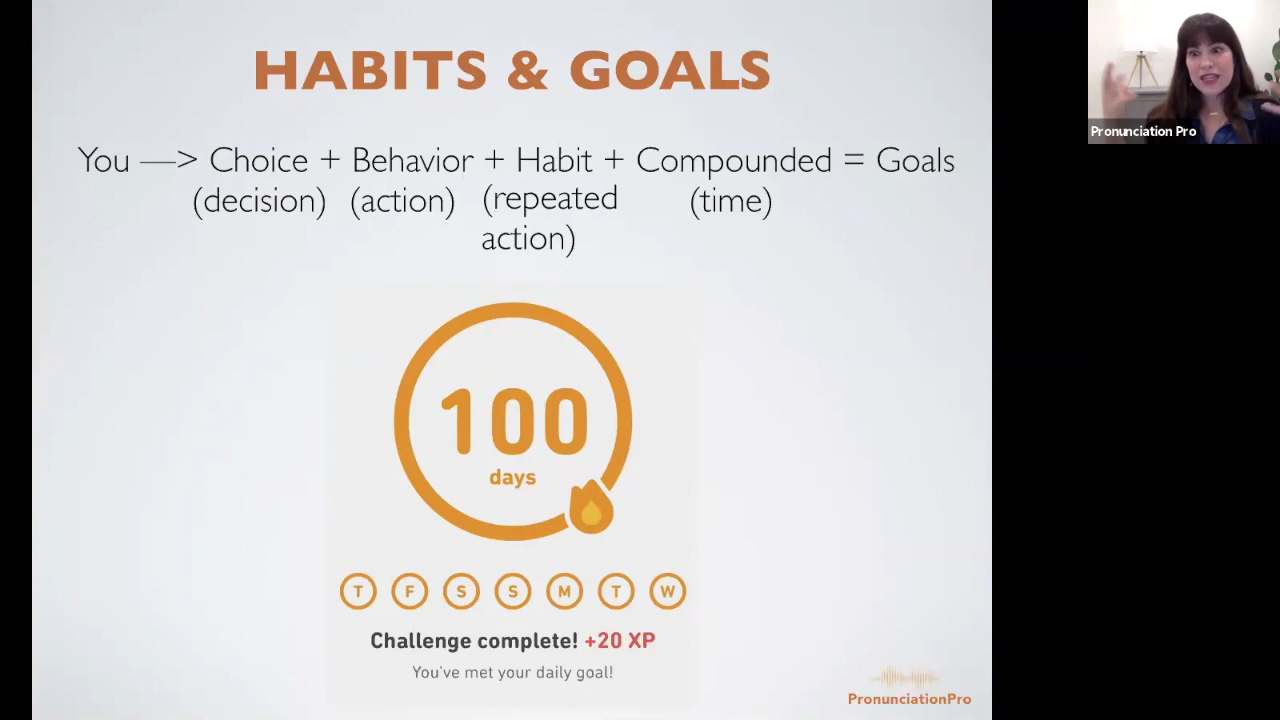 HABITS & GOALS
You —> Choice + Behavior + Habit + Compounded = Goals
(decision) (action) (repeated action) (time)
100
days
T F S S M T W
Challenge complete! +20 XP
You've met your daily goal!
PronunciationPro
Pronunciation Pro